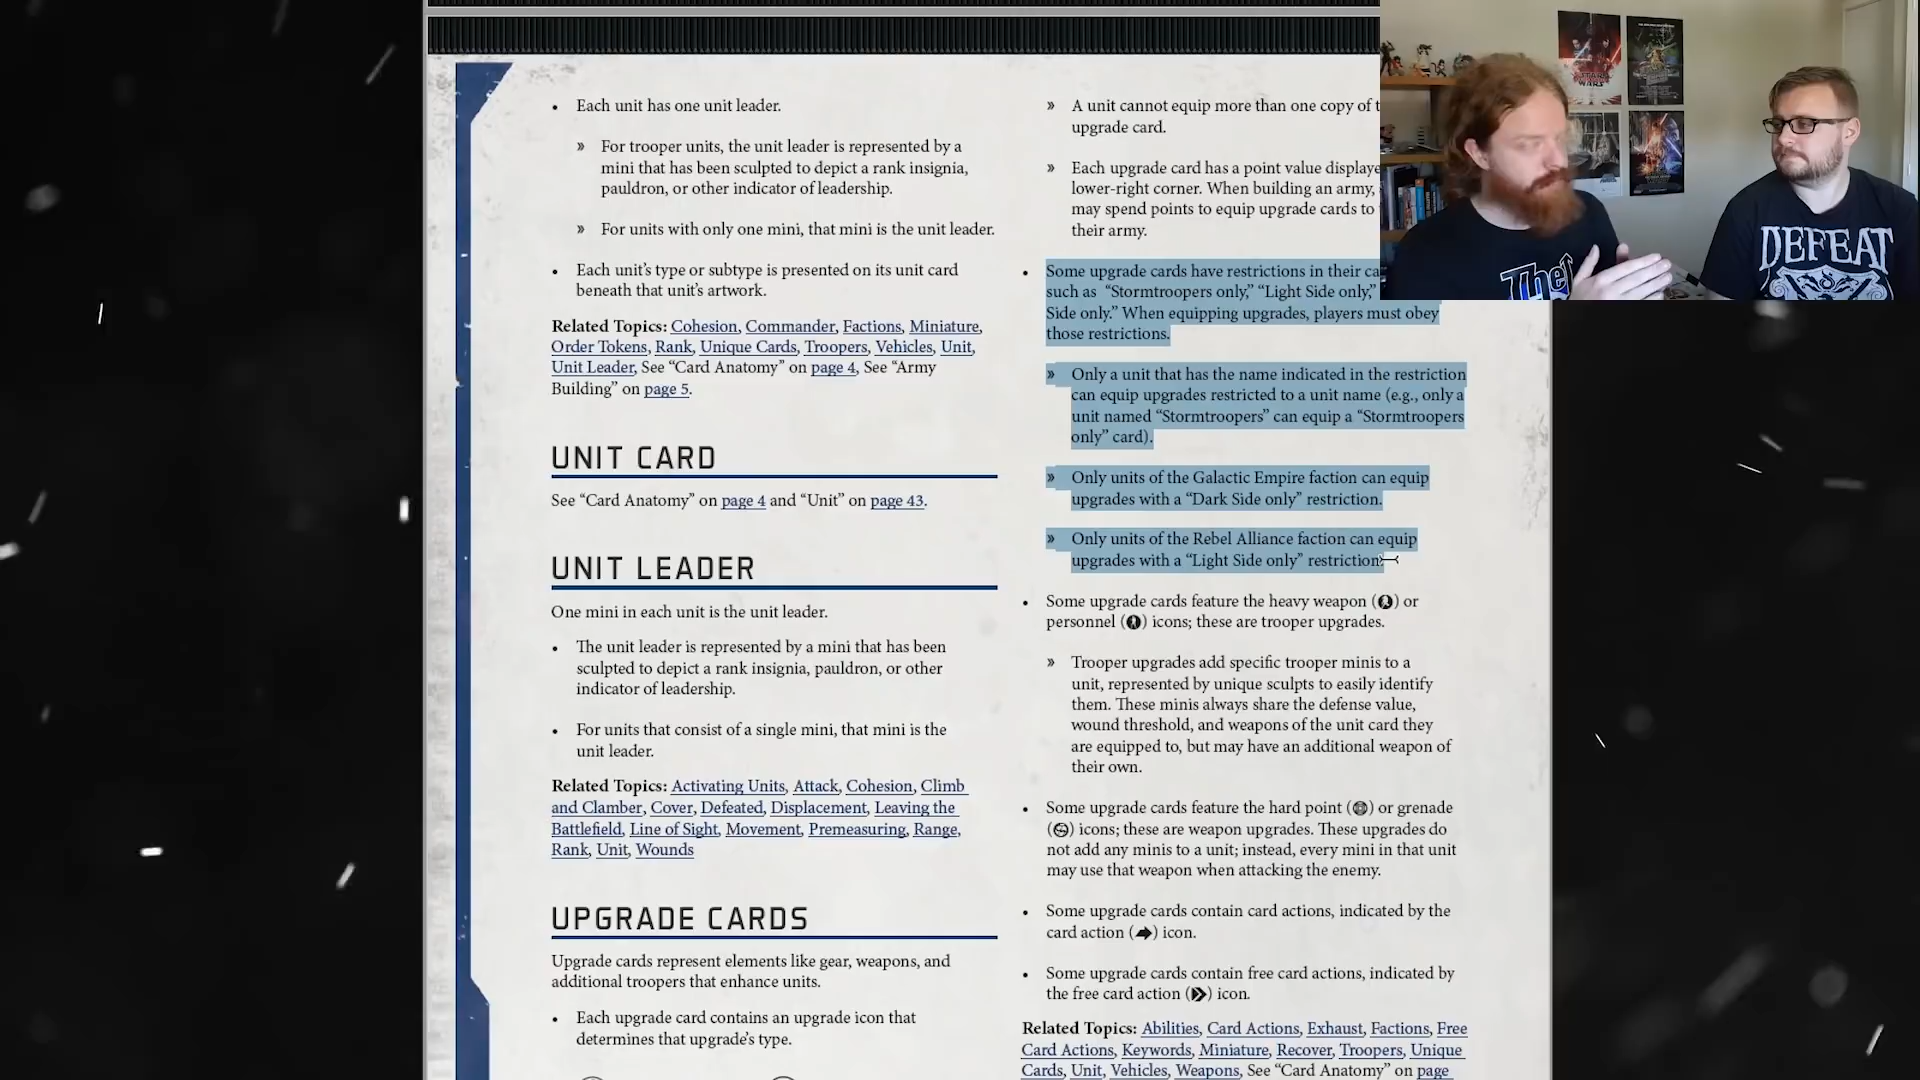 Each unit has one unit leader.
» For trooper units, the unit leader is represented by a
mini that has been sculpted to depict a rank insignia,
pauldron, or other indicator of leadership.
» For units with only one mini, that mini is the unit leader.
• Each unit's type or subtype is presented on its unit card
beneath that unit's artwork.
Related Topics: Cohesion, Commander, Factions, Miniature,
Order Tokens, Rank, Unique Cards, Troopers, Vehicles, Unit,
Unit Leader, See “Card Anatomy” on page 4, See “Army
Building” on page 5.
UNIT CARD
See “Card Anatomy” on page 4 and “Unit” on page 43.
UNIT LEADER
One mini in each unit is the unit leader.
• The unit leader is represented by a mini that has been
sculpted to depict a rank insignia, pauldron, or other
indicator of leadership.
• For units that consist of a single mini, that mini is the
unit leader.
Related Topics: Activating Units, Attack, Cohesion, Climb
and Clamber, Cover, Defeated, Displacement, Leaving the
Battlefield, Line of Sight, Movement, Premeasuring, Range,
Rank, Unit, Wounds
UPGRADE CARDS
Upgrade cards represent elements like gear, weapons, and
additional troopers that enhance units.
• Each upgrade card contains an upgrade icon that
determines that upgrade's type.
» A unit cannot equip more than one copy of
upgrade card.
» Each upgrade card has a point value
lower-right corner. When building an army,
may spend points to equip upgrade cards to
their army.
• Some upgrade cards have restrictions in their
such as “Stormtroopers only,” “Light Side only,”
Side only.” When equipping upgrades, players must obey
those restrictions.
» Only a unit that has the name indicated in the restriction
can equip upgrades restricted to a unit name (e.g., only a
unit named “Stormtroopers” can equip a “Stormtroopers
only” card).
» Only units of the Galactic Empire faction can equip
upgrades with a “Dark Side only” restriction.
» Only units of the Rebel Alliance faction can equip
upgrades with a “Light Side only” restriction.
• Some upgrade cards feature the heavy weapon () or
personnel () icons; these are trooper upgrades.
» Trooper upgrades add specific trooper minis to a
unit, represented by unique sculpts to easily identify
them. These minis always share the defense value,
wound threshold, and weapons of the unit card they
are equipped to, but may have an additional weapon of
their own.
• Some upgrade cards feature the hard point () or grenade
() icons; these are weapon upgrades. These upgrades do
not add any minis to a unit; instead, every mini in that unit
may use that weapon when attacking the enemy.
• Some upgrade cards contain card actions, indicated by the
card action () icon.
• Some upgrade cards contain free card actions, indicated by
the free card action () icon.
Related Topics: Abilities, Card Actions, Exhaust, Factions, Free
Card Actions, Keywords, Miniature, Recover, Troopers, Unique
Cards, Unit, Vehicles, Weapons, See “Card Anatomy” on page
STAR
WARS
The
DEFEAT